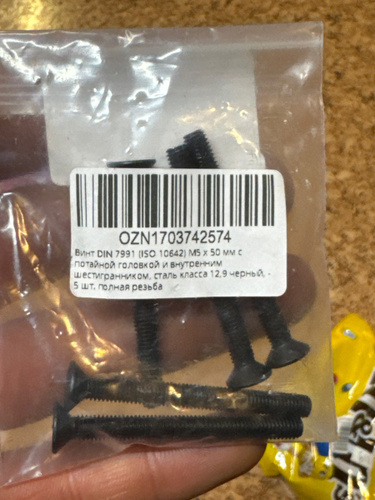 OZN1703742574
Винт DIN 7991 (ISO 10642) M5 x 50 мм с
потайной головкой и внутренним
шестигранником, сталь класса 12,9 черный, -
5 шт. полная резьба